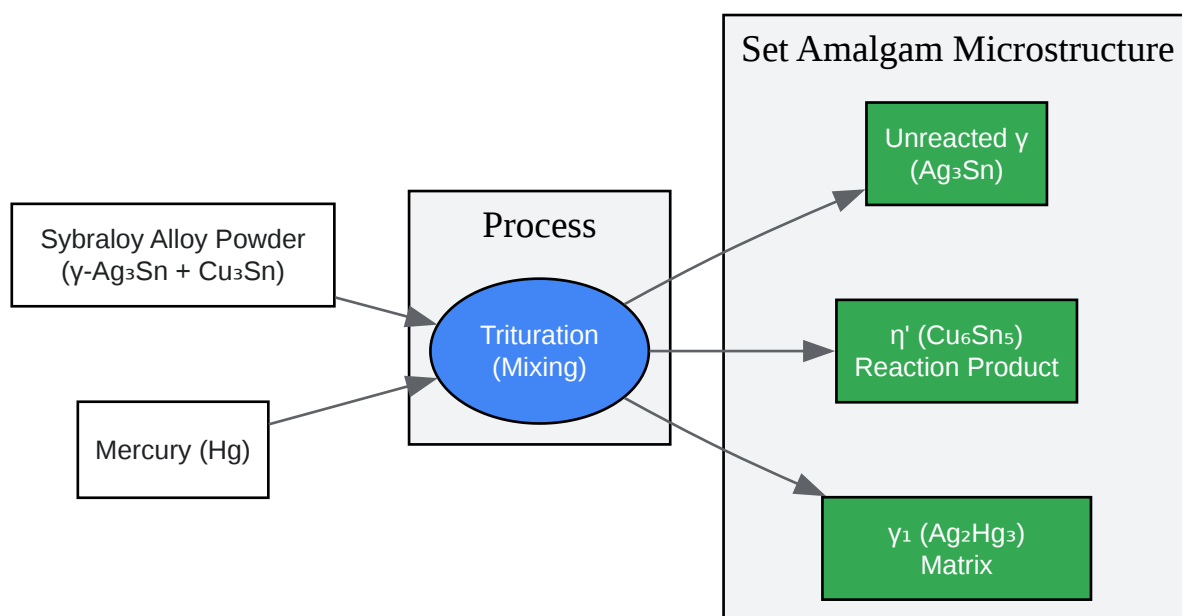 Set Amalgam Microstructure
Unreacted γ
(Ag₃Sn)
Process
Sybraloy Alloy Powder
(γ-Ag₃Sn + Cu₃Sn)
Trituration
(Mixing)
η' (Cu₆Sn₅)
Reaction Product
Mercury (Hg)
γ₁ (Ag₂Hg₃)
Matrix